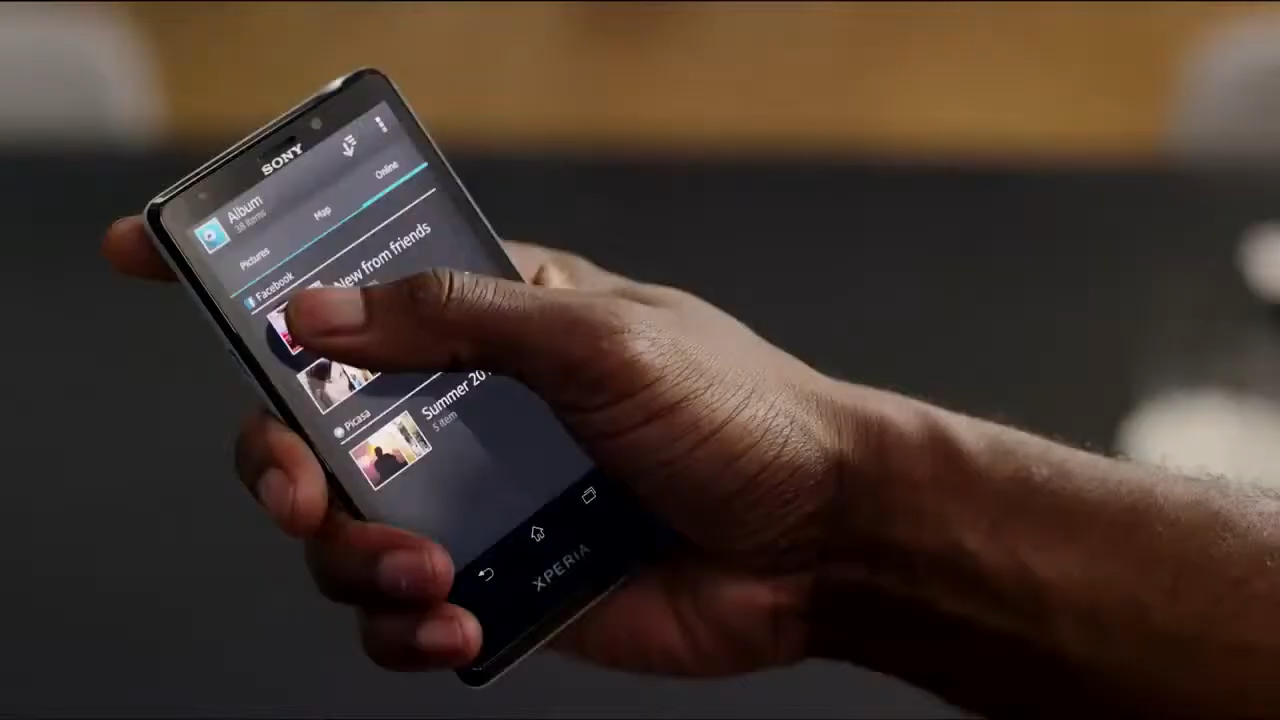 SONY
Album
38 items
Pictures
Map
Online
Facebook
New from friends
Picasa
Summer 20
5 item
XPERIA